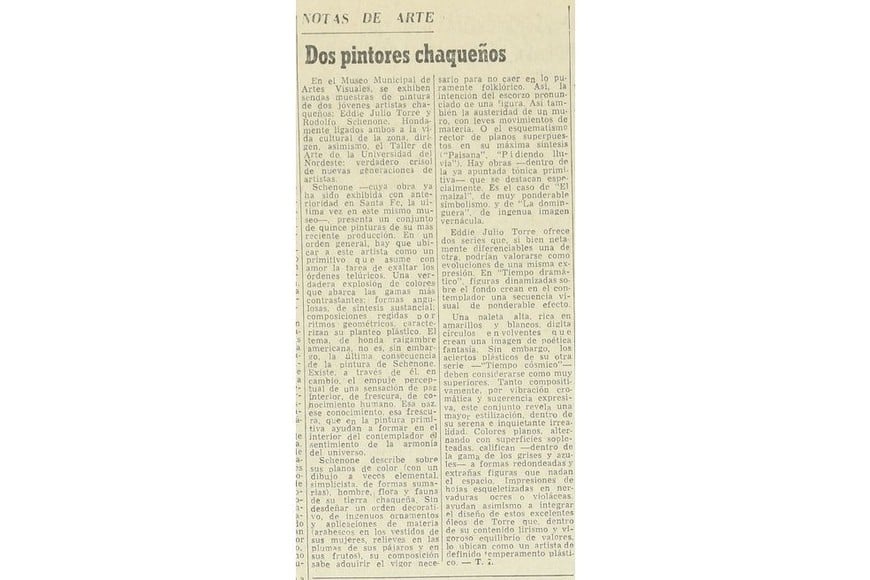 NOTAS DE ARTE
Dos pintores chaqueños
En el Museo Municipal de
Artes Visuales, se exhiben
sendas muestras de pintura
de dos jóvenes artistas cha-
queños: Eddie Julio Torre y
Rodolfo Schenone. Honda-
mente ligados ambos a la vi-
da cultural de la zona, diri-
gen, asimismo, el Taller de
Arte de la Universidad del
Nordeste: verdadero crisol
de nuevas generaciones de
artistas.
Schenone —cuya obra ya
ha sido exhibida con ante-
rioridad en Santa Fe, la úl-
tima vez en este mismo mu-
seo—, presenta un conjunto
de quince pinturas de su más
reciente producción. En un
orden general, hay que ubi-
car a este artista como un
primitivo que asume con
amor la tarea de exaltar los
órdenes telúricos. Una ver-
dadera explosión de colores
que abarca las gamas más
contrastantes; formas angu-
losas, de síntesis sustancial;
composiciones regidas por
ritmos geométricos, caracte-
rizan su planteo plástico. El
tema, de honda raigambre
americana, no es, sin embar-
go, la última consecuencia
de la pintura de Schenone.
Existe, a través de él, en
cambio, el empuje percep-
tual de una sensación de paz
interior, de frescura, de co-
nocimiento humano. Esa paz,
ese conocimiento, esa frescu-
ra, que en la pintura primi-
tiva ayudan a formar en el
interior del contemplador el
sentimiento de la armonía
del universo.
Schenone describe sobre
sus planos de color (con un
dibujo a veces elemental,
simplicista, de formas suma-
rias), hombre, flora y fauna
de su tierra chaqueña. Sin
desdeñar un orden decorati-
vo, de ingenuos ornamentos
y aplicaciones de materia
(arabescos en los vestidos de
sus mujeres, relieves en las
plumas de sus pájaros y en
sus frutos), su composición
sabe adquirir el vigor nece-
sario para no caer en lo pu-
ramente folklórico. Así, la
intención del escorzo pronun-
ciado de una figura. Así tam-
bién la austeridad de un mu-
ro, con leves movimientos de
materia. O el esquematismo
rector de planos superpues-
tos en su máxima síntesis
("Paisana", "Pidiendo llu-
via"). Hay obras —dentro de
la ya apuntada tónica primi-
tiva— que se destacan espe-
cialmente. Es el caso de "El
maizal", de muy ponderable
simbolismo y de "La domin-
guera", de ingenua imagen
vernácula.
Eddie Julio Torre ofrece
dos series que, si bien neta-
mente diferenciables una de
otra, podrían valorarse como
evoluciones de una misma ex-
presión. En "Tiempo dramá-
tico", figuras dinamizadas so-
bre el fondo crean en el con-
templador una secuencia vi-
sual de ponderable efecto.
Una paleta alta, rica en
amarillos y blancos, digita
círculos envolventes que
crean una imagen de poética
fantasía. Sin embargo, los
aciertos plásticos de su otra
serie —"Tiempo cósmico"—
deben considerarse como muy
superiores. Tanto compositi-
vamente, por vibración cro-
mática y sugerencia expresi-
va, este conjunto revela una
mayor estilización, dentro de
su serena e inquietante irrea-
lidad. Colores planos, alter-
nando con superficies sople-
teadas, califican —dentro de
la gama de los grises y azu-
les— a formas redondeadas y
extrañas figuras que nadan
el espacio. Impresiones de
hojas esqueletizadas en ner-
vaduras ocres o violáceas,
ayudan asimismo a integrar
el diseño de estos excelentes
óleos de Torre que, dentro
de su contenido lirismo y vi-
goroso equilibrio de valores,
lo ubican como un artista de
definido temperamento plásti-
co. —